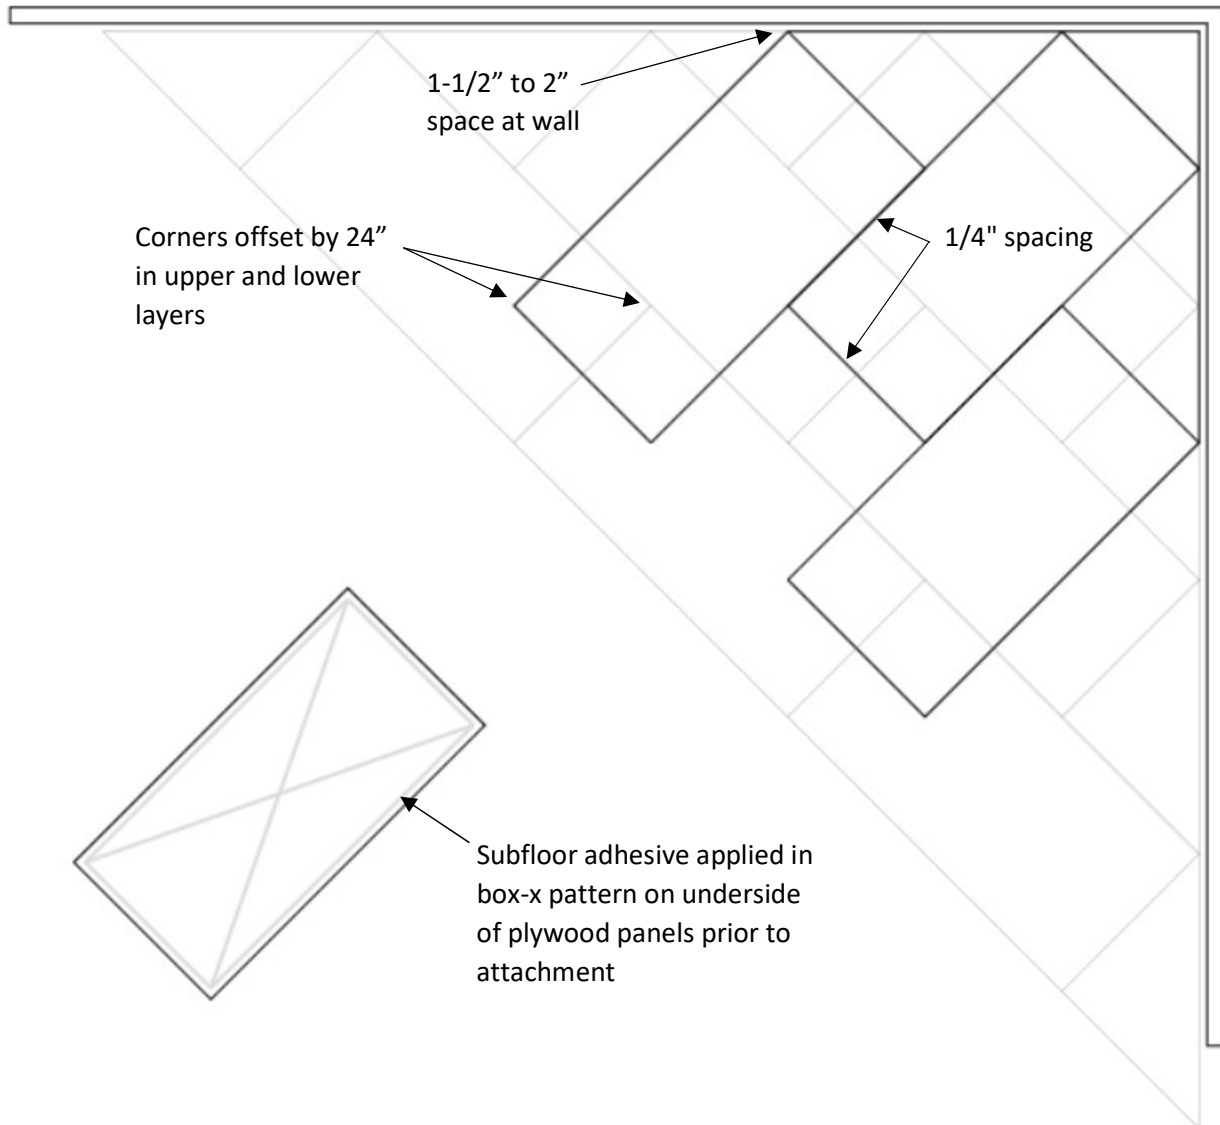 1-1/2” to 2”
space at wall
Corners offset by 24”
in upper and lower
layers
1/4" spacing
Subfloor adhesive applied in
box-x pattern on underside
of plywood panels prior to
attachment